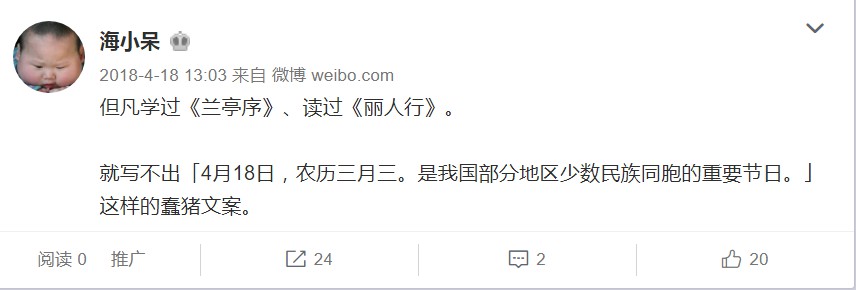 海小呆
2018-4-18 13:03 来自 微博 weibo.com
但凡学过《兰亭序》、读过《丽人行》。
就写不出「4月18日，农历三月三。是我国部分地区少数民族同胞的重要节日。」
这样的蠢猪文案。
阅读 0 推广 24 2 20